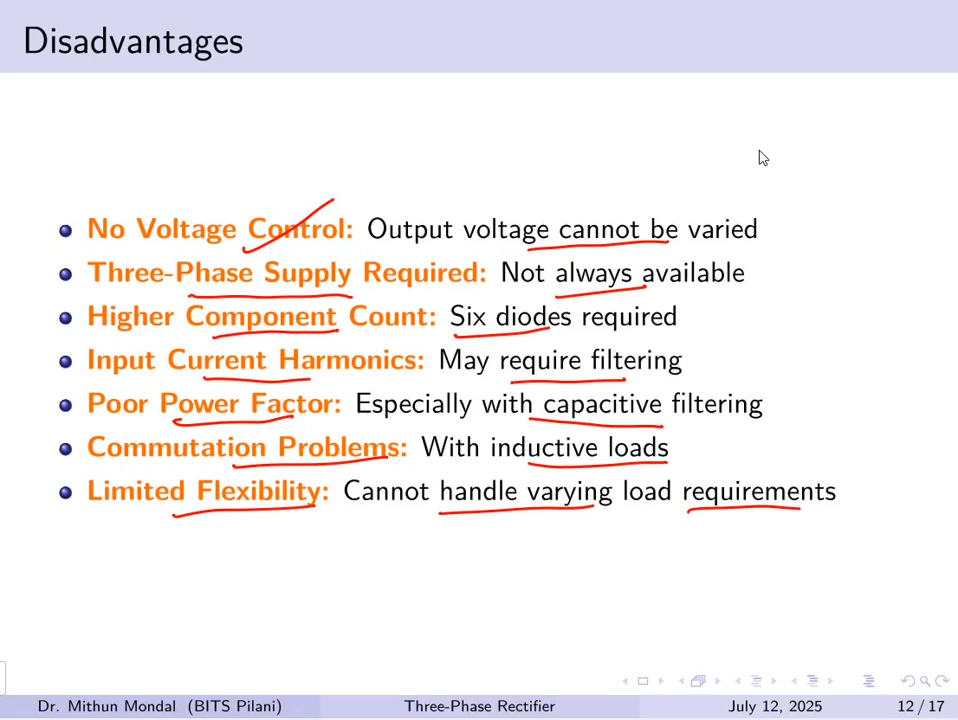 Disadvantages
No Voltage Control: Output voltage cannot be varied
Three-Phase Supply Required: Not always available
Higher Component Count: Six diodes required
Input Current Harmonics: May require filtering
Poor Power Factor: Especially with capacitive filtering
Commutation Problems: With inductive loads
Limited Flexibility: Cannot handle varying load requirements
Dr. Mithun Mondal (BITS Pilani) Three-Phase Rectifier July 12, 2025 12 / 17